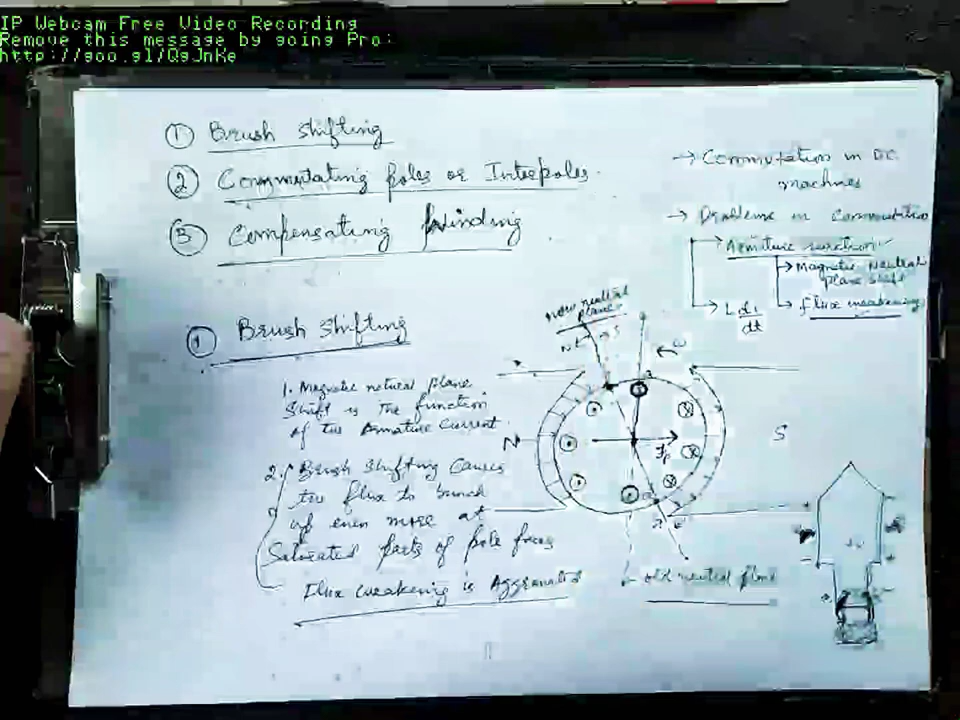 IP Webcam Free Video Recording
Remove this message by going Pro:
http://goo.gl/QgJnKe
① Brush shifting
② Commutating poles or Interpoles.
③ Compensating Winding
→ Commutation in DC
machines
→ Problems in Commutation
→ Armature reaction
→ Magnetic Neutral
plane shift
→ Flux weakening
→ L di/dt
① Brush shifting
1. Magnetic natural plane
shift is the function
of the Armature Current
2. Brush Shifting Causes
the flux to bunch
up even more at
Saturated parts of pole faces
Flux weakening is Aggravated
new neutral
plane
N
S
ω
N
S
old neutral plane